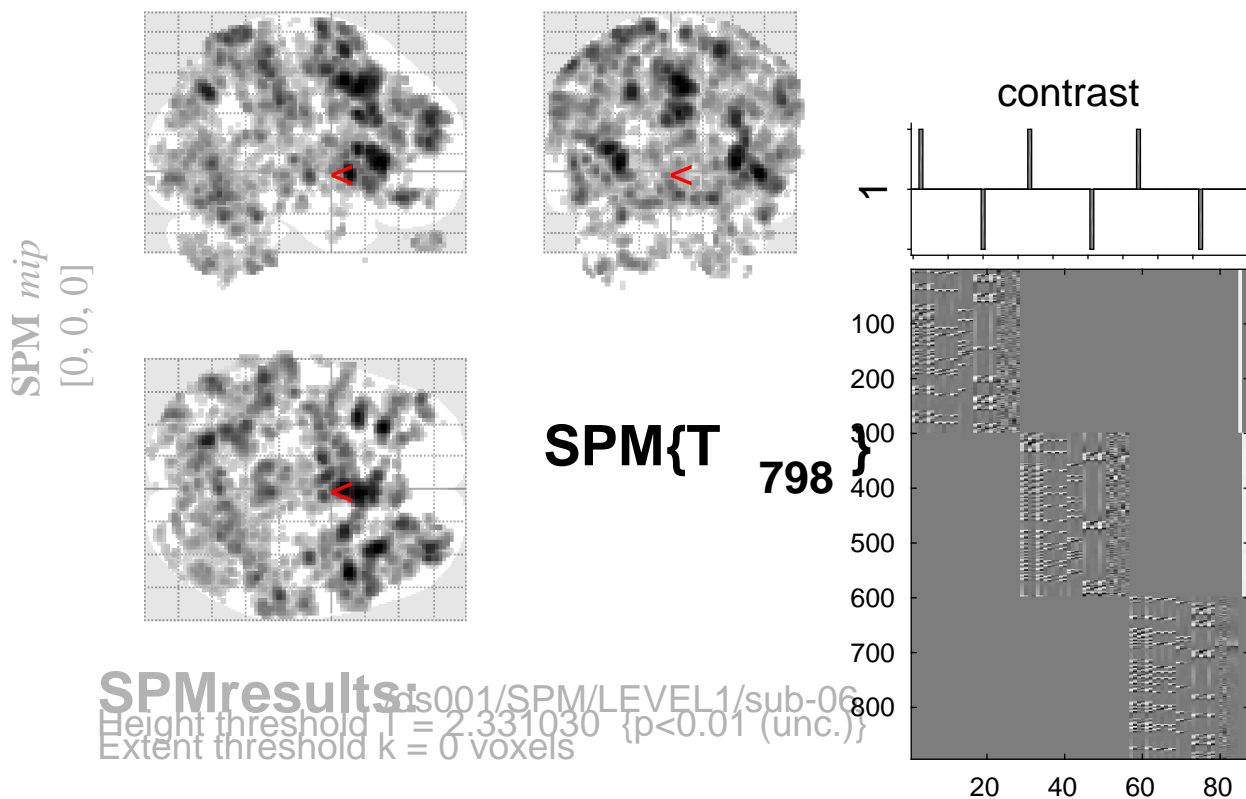 SPM mip
[0, 0, 0]
<
<
<
SPM{T 798 }
SPMresults: /ds001/SPM/LEVEL1/sub-06
Height threshold T = 2.331030 {p<0.01 (unc.)}
Extent threshold k = 0 voxels
contrast
1
100
200
300
400
500
600
700
800
20 40 60 80